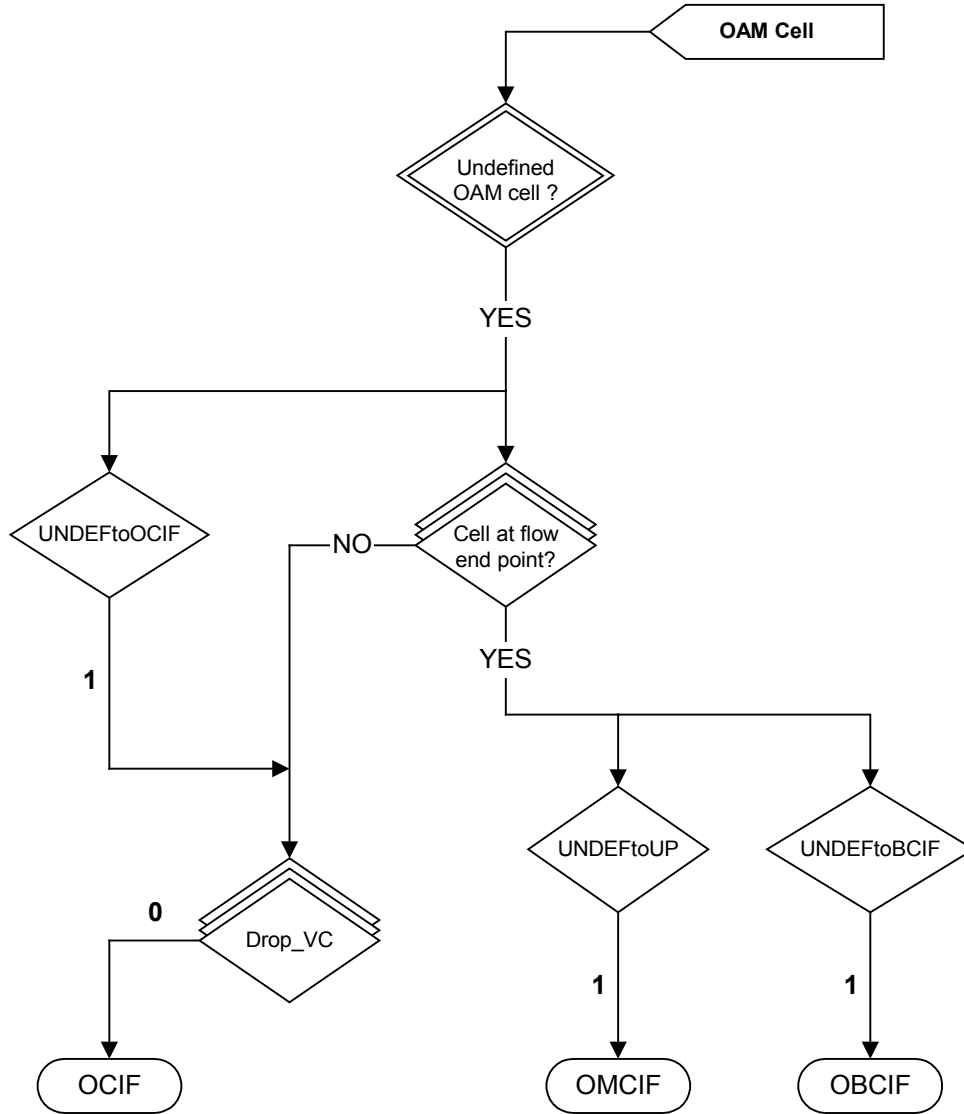 OAM Cell
Undefined
OAM cell ?
YES
UNDEFtoOCIF
Cell at flow
end point?
NO
YES
1
UNDEFtoUP
UNDEFtoBCIF
0
Drop_VC
1
1
OCIF
OMCIF
OBCIF